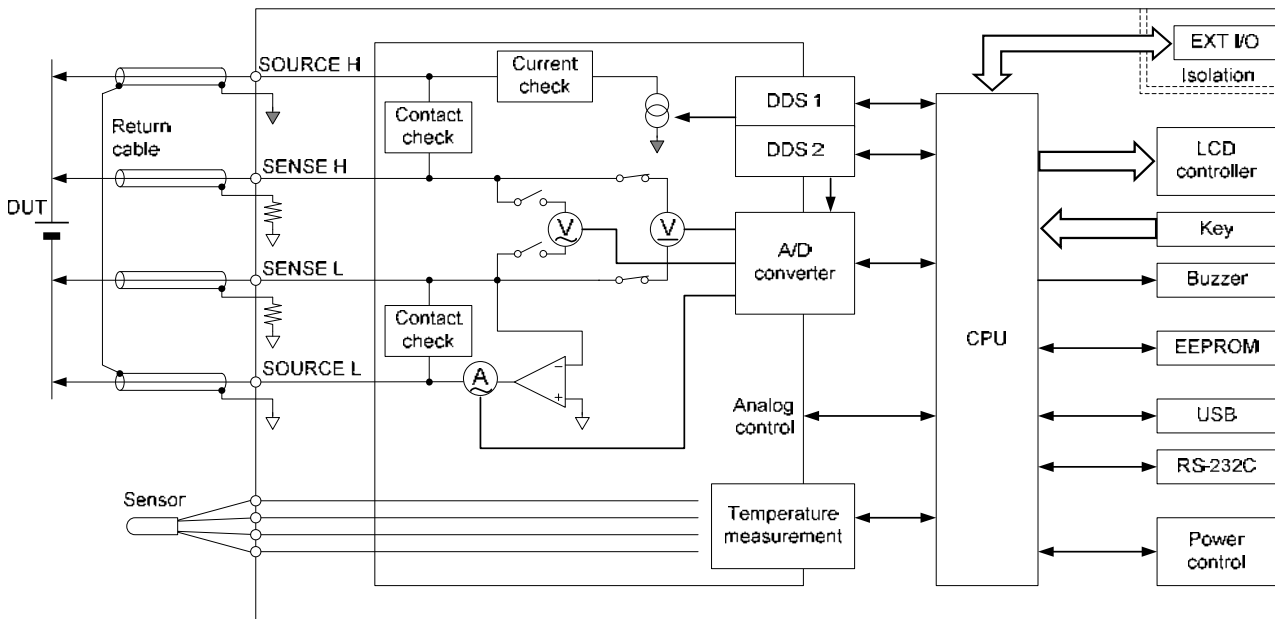 EXT I/O
Isolation
SOURCE H
Current
check
DDS 1
Return
cable
Contact
check
LCD
controller
DDS 2
SENSE H
DUT
V
V
A/D
converter
Key
SENSE L
Buzzer
Contact
check
CPU
EEPROM
SOURCE L
A
−
+
Analog
control
USB
RS-232C
Sensor
Temperature
measurement
Power
control